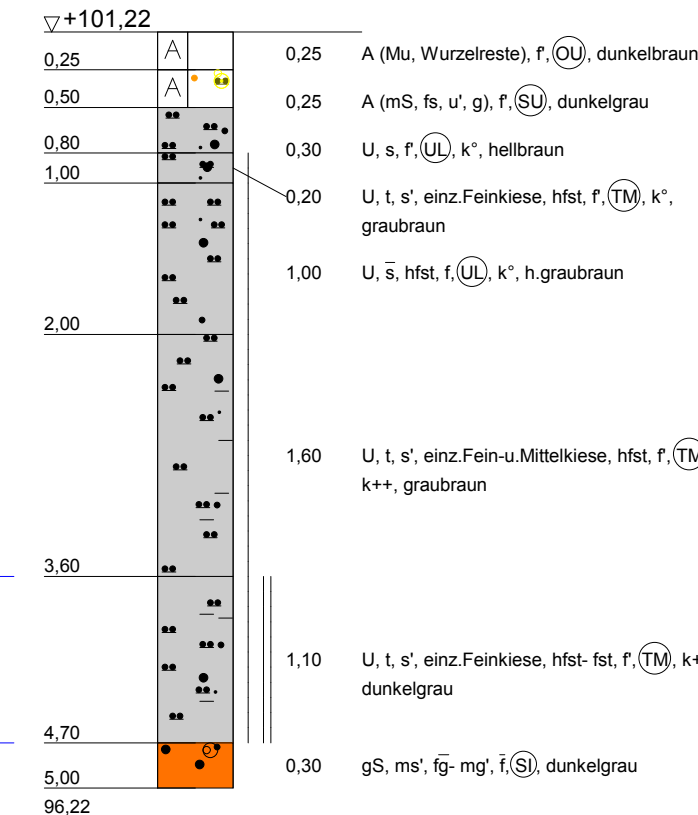 ▽+101,22
0,25 A 0,25 A (Mu, Wurzelreste), f', OU, dunkelbraun
0,50 A 0,25 A (mS, fs, u', g), f', SU, dunkelgrau
0,80 0,30 U, s, f', UL, k°, hellbraun
1,00 0,20 U, t, s', einz.Feinkiese, hfst, f', TM, k°,
graubraun
2,00 1,00 U, s̄, hfst, f, UL, k°, h.graubraun
3,60 1,60 U, t, s', einz.Fein-u.Mittelkiese, hfst, f', TM
k++, graubraun
4,70 1,10 U, t, s', einz.Feinkiese, hfst- fst, f', TM, k+
dunkelgrau
5,00 0,30 gS, ms', f̄ḡ- mg', f̄, SI, dunkelgrau
96,22